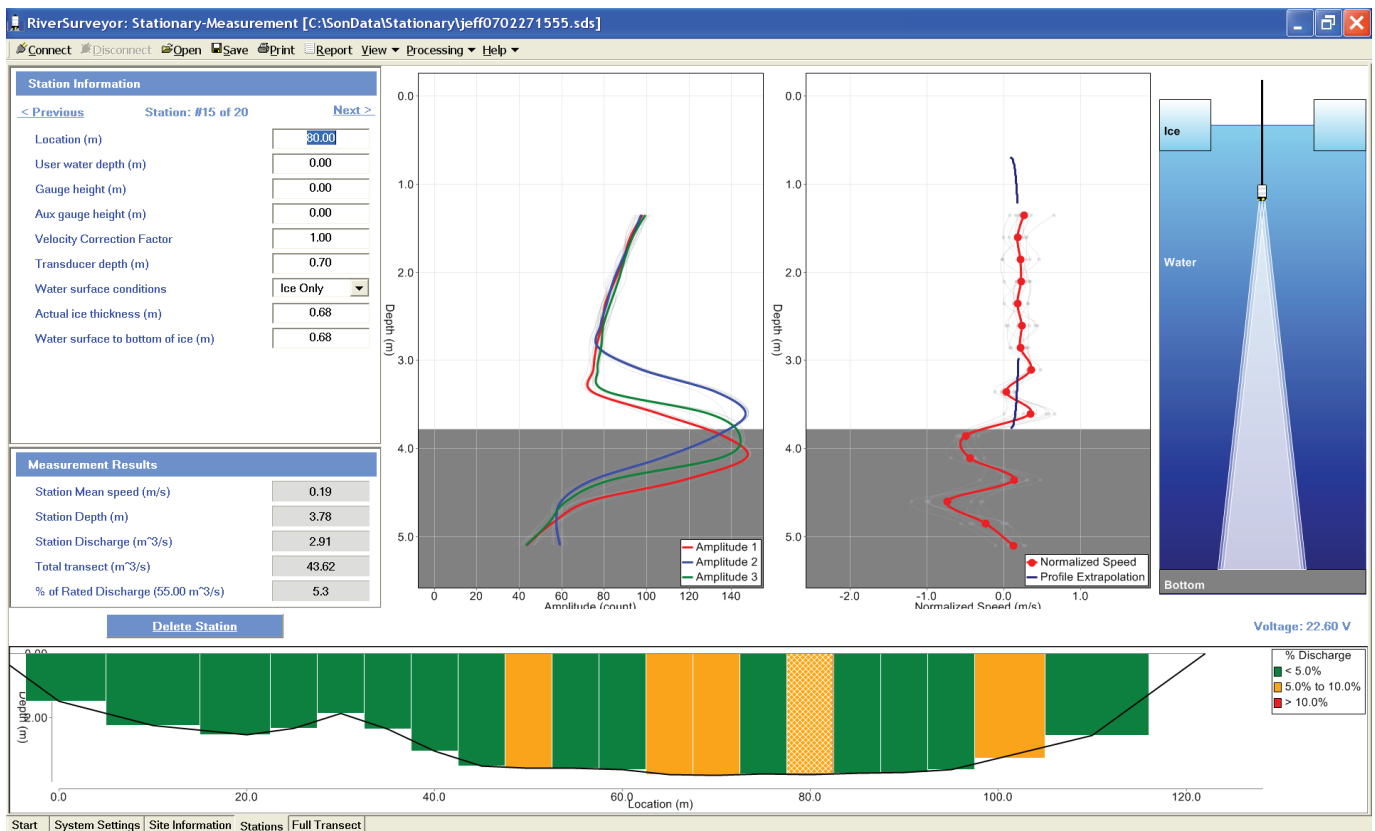 RiverSurveyor: Stationary-Measurement [C:\SonData\Stationary\jeff0702271555.sds]
Connect Disconnect Open Save Print Report View Processing Help
Station Information
< Previous Station: #15 of 20 Next >
Location (m) 80.00
User water depth (m) 0.00
Gauge height (m) 0.00
Aux gauge height (m) 0.00
Velocity Correction Factor 1.00
Transducer depth (m) 0.70
Water surface conditions Ice Only
Actual ice thickness (m) 0.68
Water surface to bottom of ice (m) 0.68
Measurement Results
Station Mean speed (m/s) 0.19
Station Depth (m) 3.78
Station Discharge (m^3/s) 2.91
Total transect (m^3/s) 43.62
% of Rated Discharge (55.00 m^3/s) 5.3
Delete Station
0.0
1.0
2.0
3.0
4.0
5.0
Depth (m)
Amplitude 1
Amplitude 2
Amplitude 3
0 20 40 60 80 100 120 140
Amplitude (count)
0.0
1.0
2.0
3.0
4.0
5.0
Depth (m)
Normalized Speed
Profile Extrapolation
-2.0 -1.0 0.0 1.0
Normalized Speed (m/s)
Ice
Water
Bottom
Voltage: 22.60 V
0.00
2.00
Depth (m)
% Discharge
< 5.0%
5.0% to 10.0%
> 10.0%
0.0 20.0 40.0 60.0 80.0 100.0 120.0
Location (m)
Start System Settings Site Information Stations Full Transect